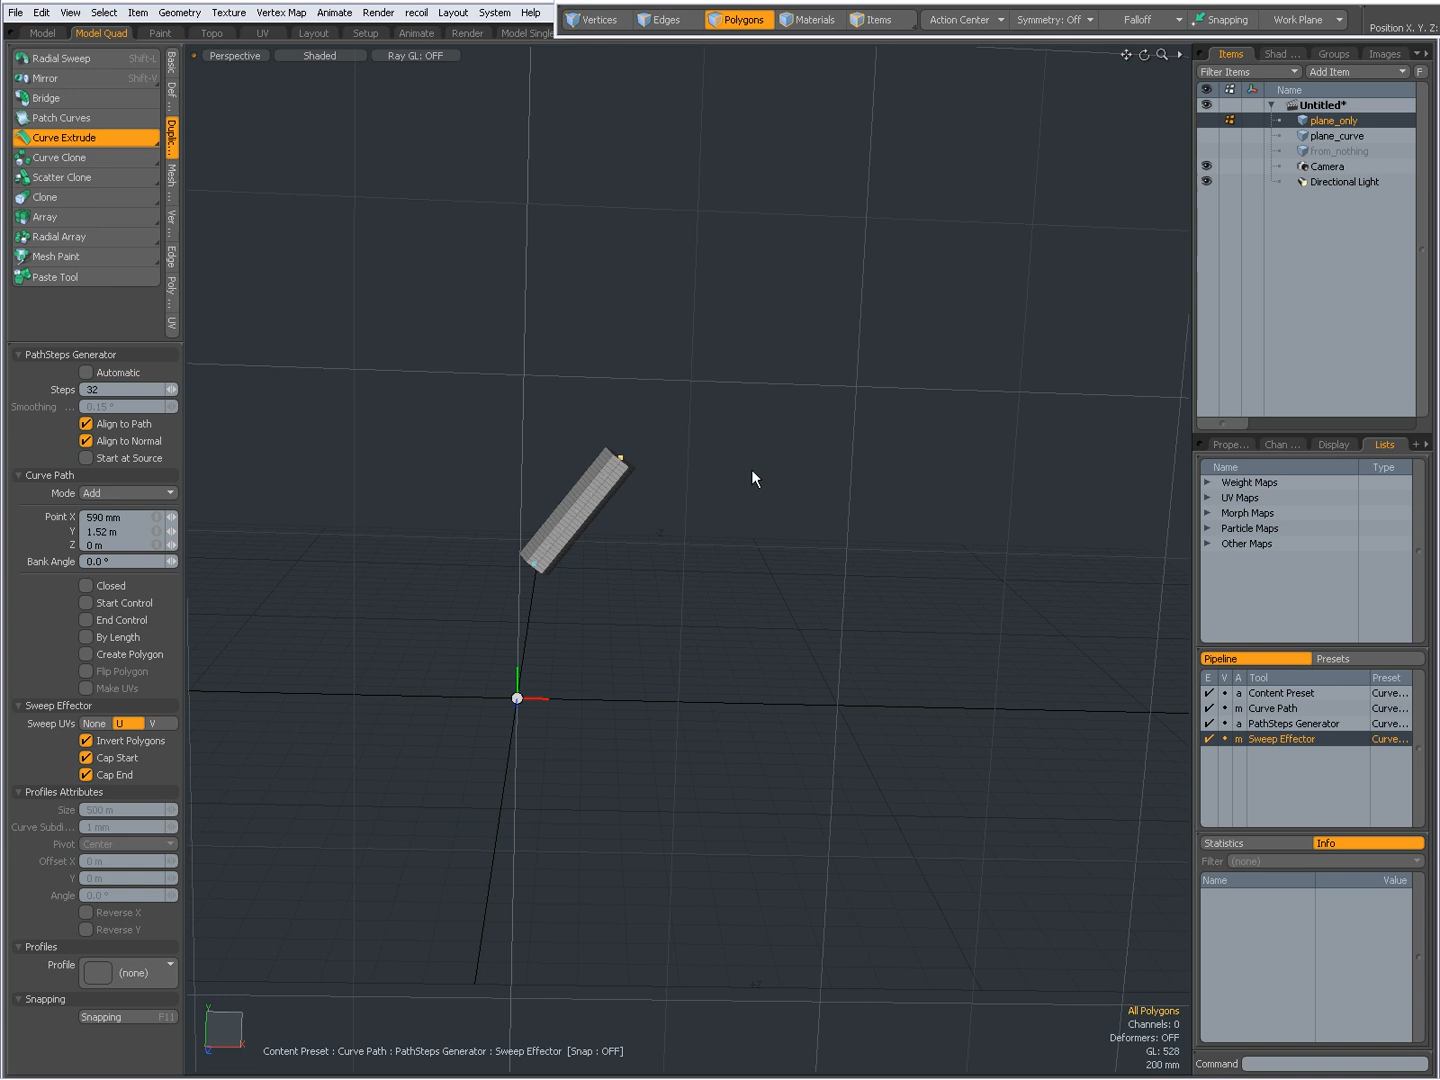 File Edit View Select Item Geometry Texture Vertex Map Animate Render recoil Layout System Help
Vertices Edges Polygons Materials Items Action Center Symmetry: Off Falloff Snapping Work Plane Position X, Y, Z:
Model Model Quad Paint Topo UV Layout Setup Animate Render Model Single
Radial Sweep Shift-L
Mirror Shift-V
Bridge
Patch Curves
Curve Extrude
Curve Clone
Scatter Clone
Clone
Array
Radial Array
Mesh Paint
Paste Tool
Basic
Def ...
Duplic...
Mesh ...
Ver ...
Edge
Poly ...
UV
PathSteps Generator
Automatic
Steps 32
Smoothing ... 0.15 °
Align to Path
Align to Normal
Start at Source
Curve Path
Mode Add
Point X 590 mm
Y 1.52 m
Z 0 m
Bank Angle 0.0 °
Closed
Start Control
End Control
By Length
Create Polygon
Flip Polygon
Make UVs
Sweep Effector
Sweep UVs None U V
Invert Polygons
Cap Start
Cap End
Profiles Attributes
Size 500 m
Curve Subdi... 1 mm
Pivot Center
Offset X 0 m
Y 0 m
Angle 0.0 °
Reverse X
Reverse Y
Profiles
Profile (none)
Snapping
Snapping F11
Perspective Shaded Ray GL: OFF
Z
+Z
Y
X
Z
Content Preset : Curve Path : PathSteps Generator : Sweep Effector [Snap : OFF]
All Polygons
Channels: 0
Deformers: OFF
GL: 528
200 mm
Items Shad ... Groups Images
Filter Items Add Item F
Name
Untitled*
plane_only
plane_curve
from_nothing
Camera
Directional Light
Prope... Chan ... Display Lists
Name Type
Weight Maps
UV Maps
Morph Maps
Particle Maps
Other Maps
Pipeline Presets
E V A Tool Preset
a Content Preset Curve...
m Curve Path Curve...
a PathSteps Generator Curve...
m Sweep Effector Curve...
Statistics Info
Filter (none)
Name Value
Command